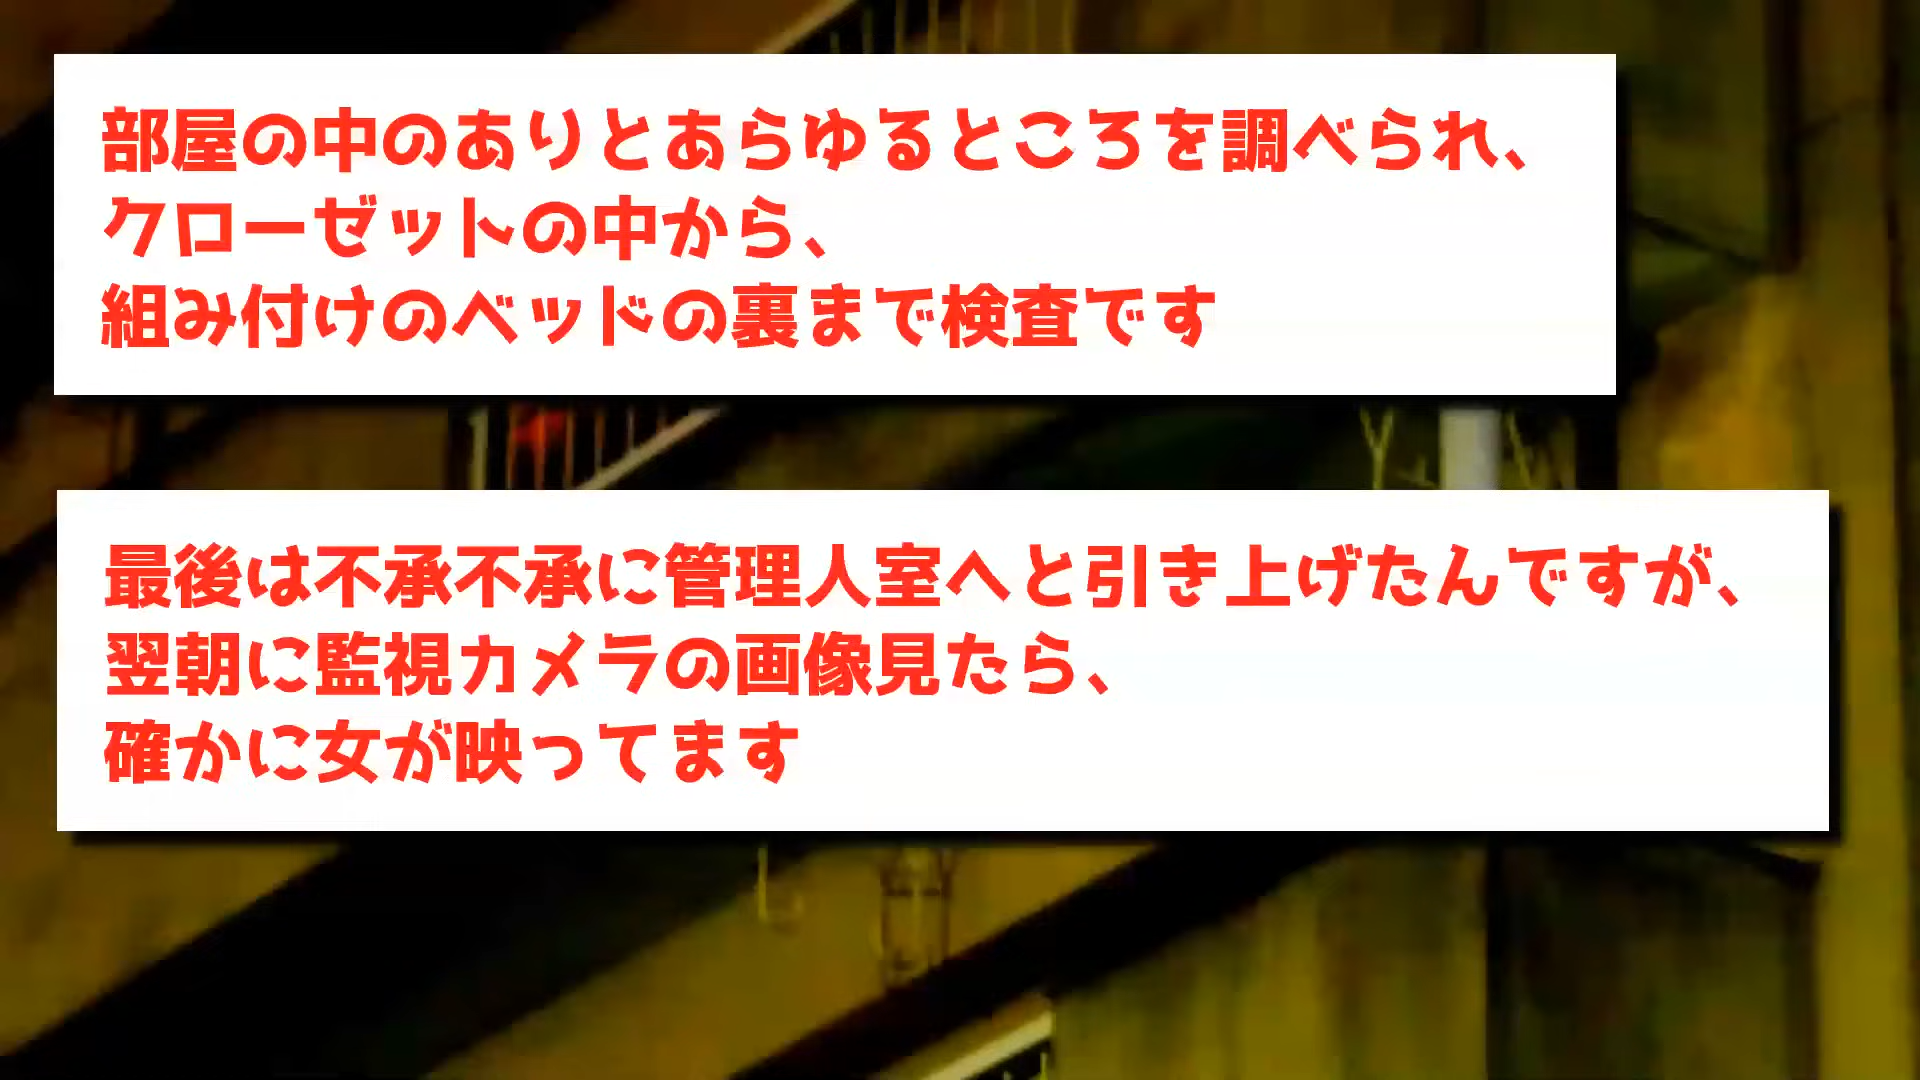 部屋の中のありとあらゆるところを調べられ、
クローゼットの中から、
組み付けのベッドの裏まで検査です
最後は不承不承に管理人室へと引き上げたんですが、
翌朝に監視カメラの画像見たら、
確かに女が映ってます